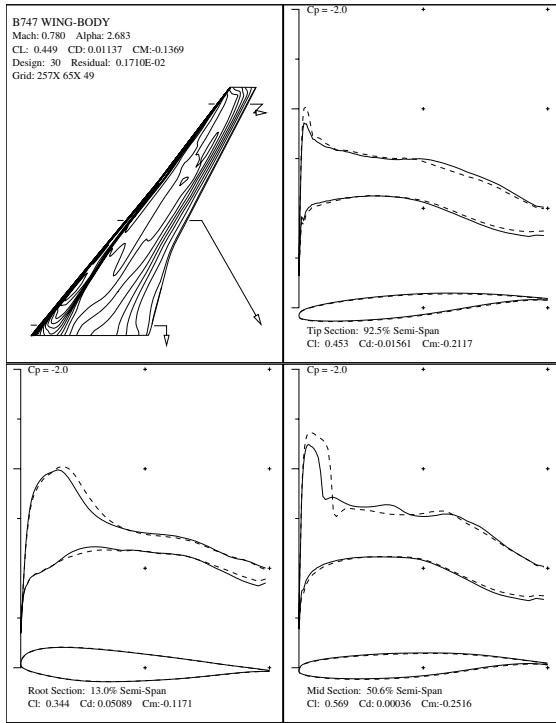 B747 WING-BODY
Mach: 0.780 Alpha: 2.683
CL: 0.449 CD: 0.01137 CM:-0.1369
Design: 30 Residual: 0.1710E-02
Grid: 257X 65X 49
Cp = -2.0
Tip Section: 92.5% Semi-Span
Cl: 0.453 Cd:-0.01561 Cm:-0.2117
Cp = -2.0
Root Section: 13.0% Semi-Span
Cl: 0.344 Cd: 0.05089 Cm:-0.1171
Cp = -2.0
Mid Section: 50.6% Semi-Span
Cl: 0.569 Cd: 0.00036 Cm:-0.2516